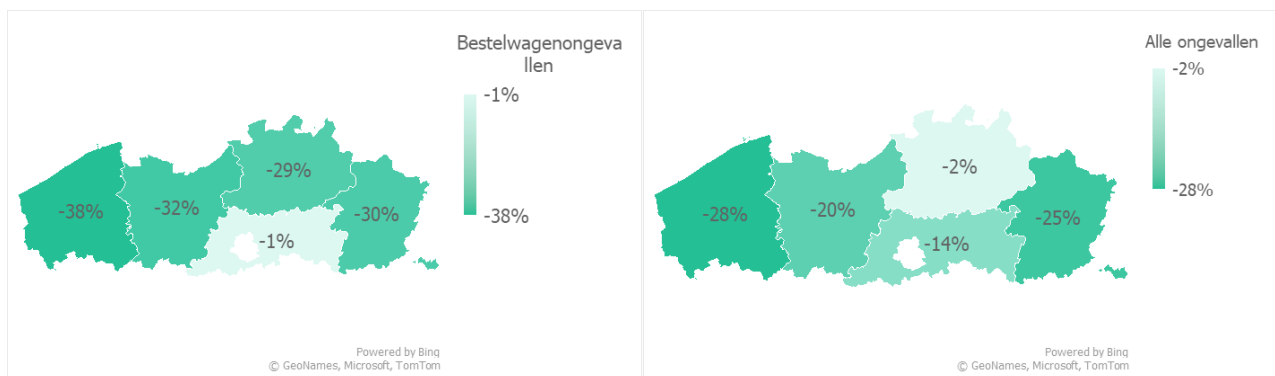 Bestelwagenongeva
llen
-1%
-38%
-29%
-38%
-32%
-30%
-1%
Powered by Bing
© GeoNames, Microsoft, TomTom
Alle ongevallen
-2%
-28%
-2%
-28%
-20%
-25%
-14%
Powered by Bing
© GeoNames, Microsoft, TomTom